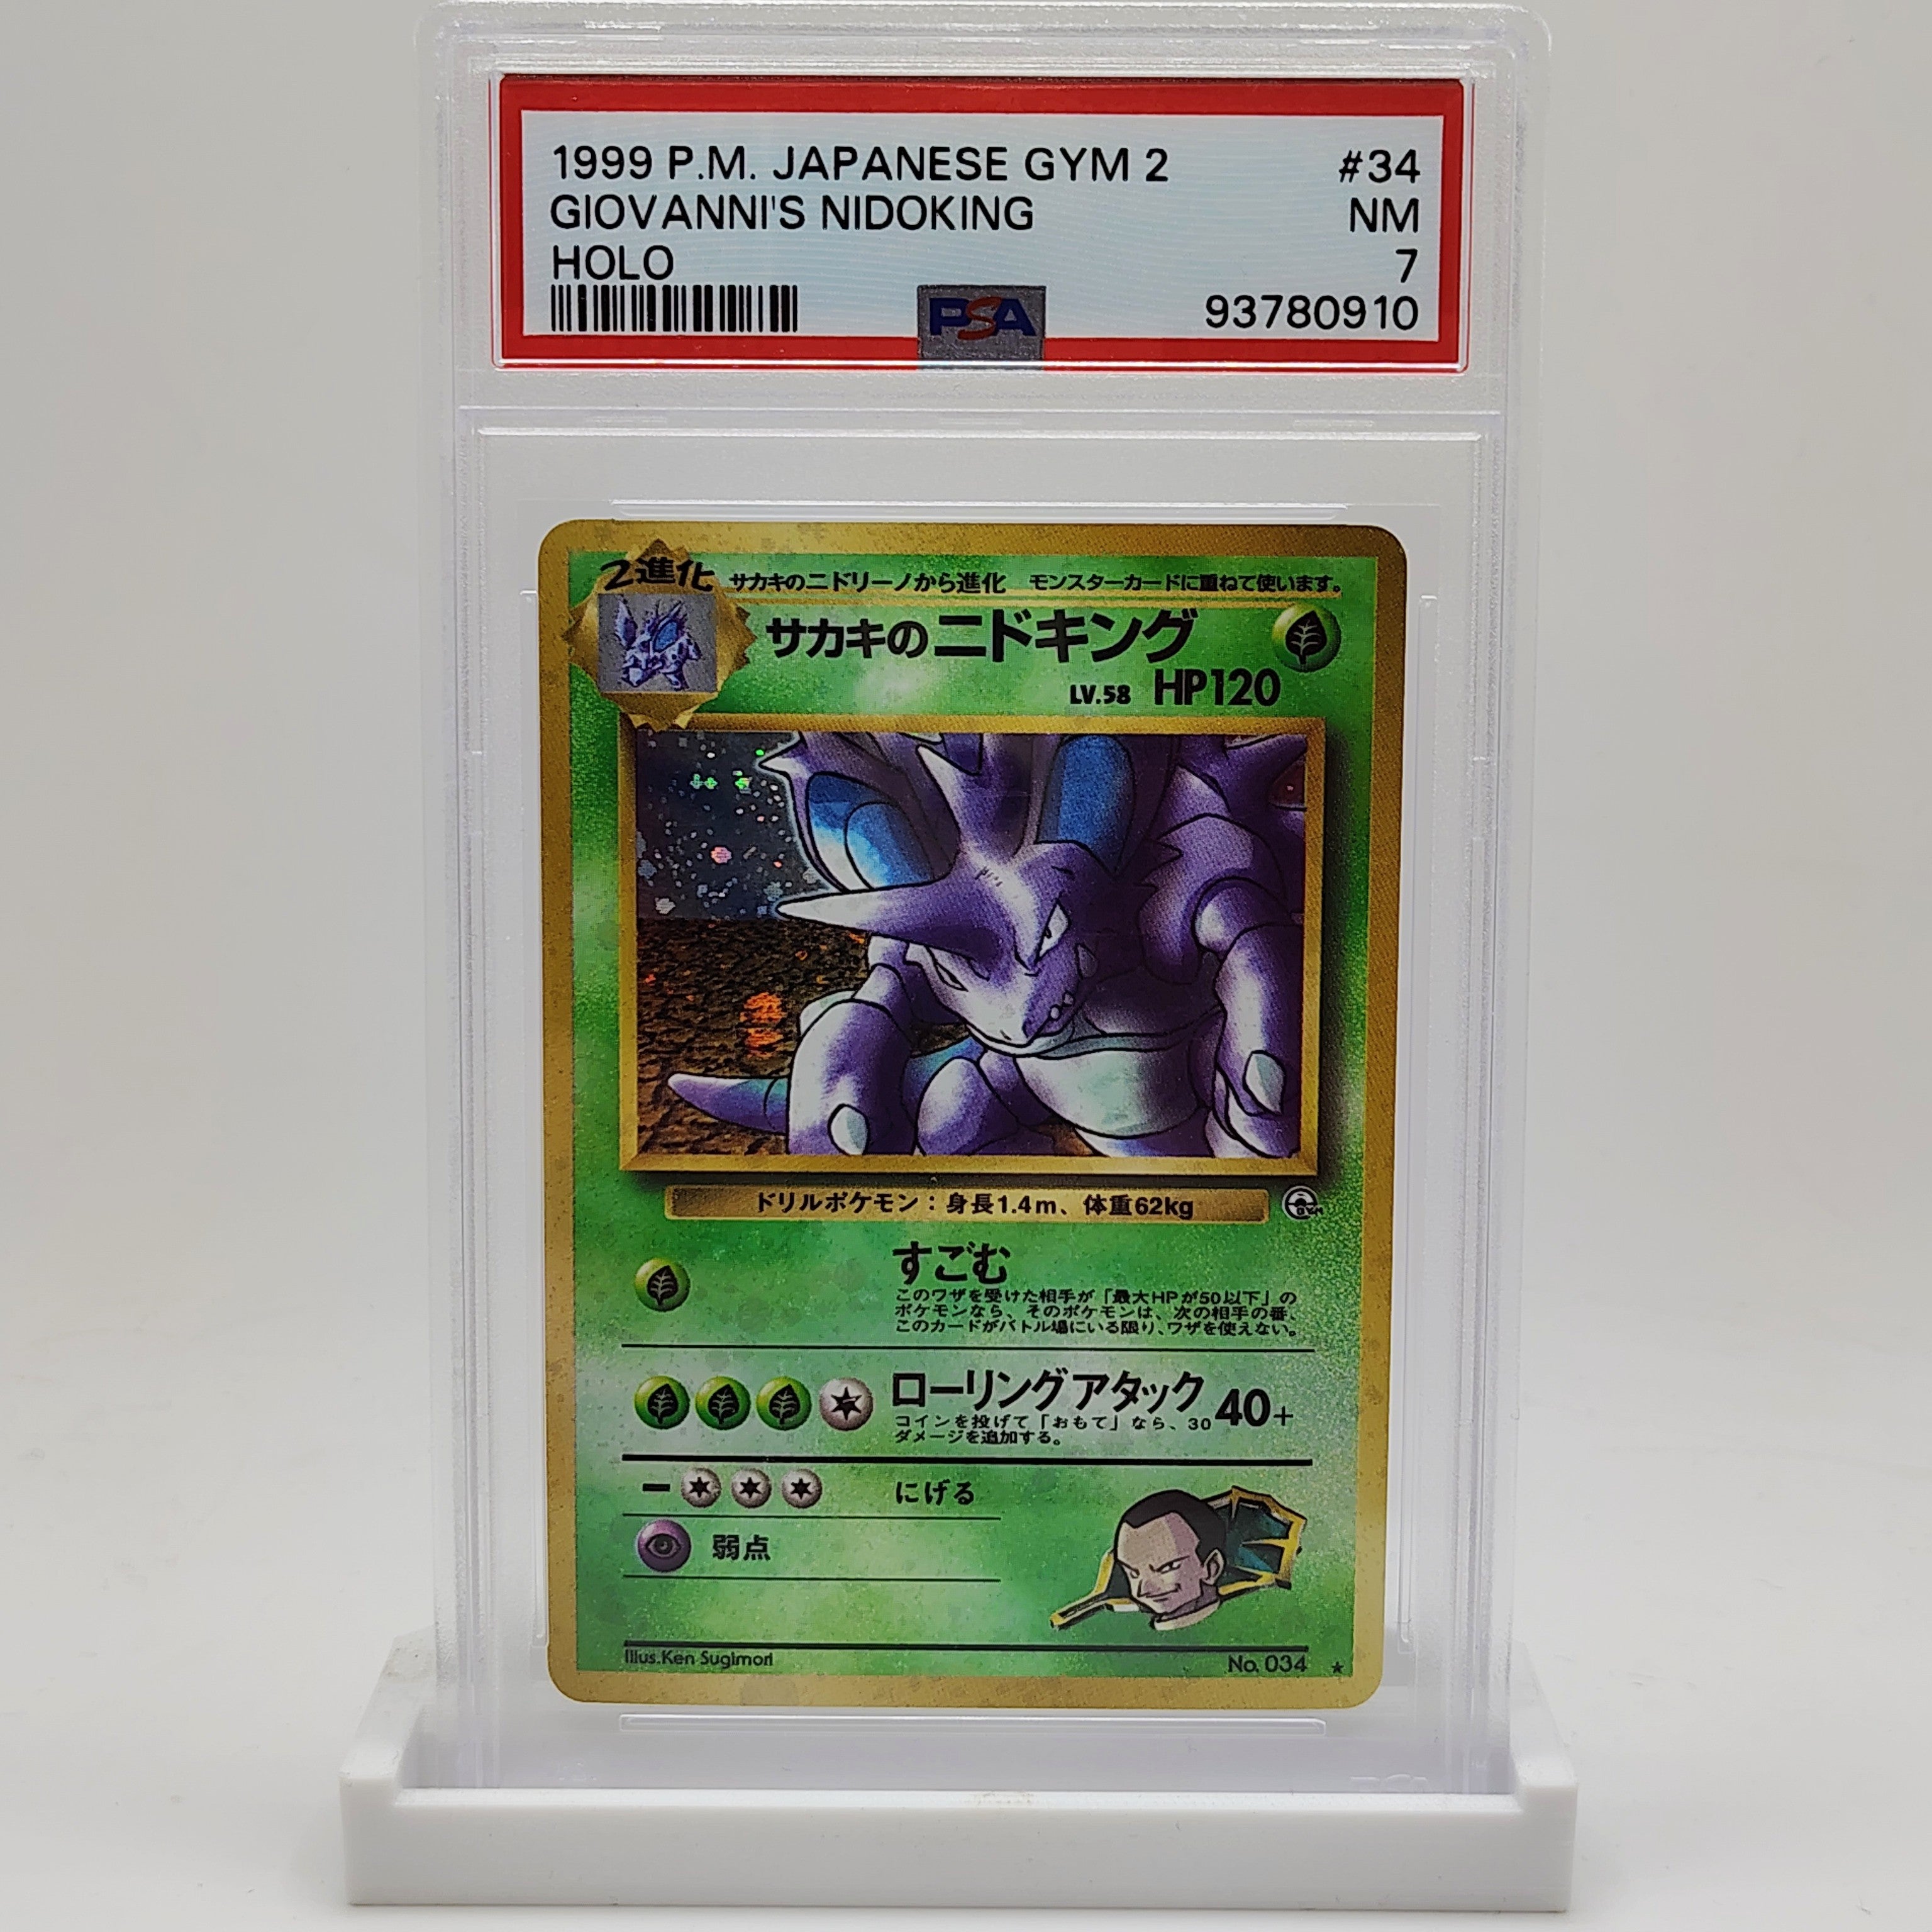 1999 P.M. JAPANESE GYM 2 #34
GIOVANNI'S NIDOKING NM
HOLO 7
PSA 93780910
2進化 サカキのニドリーノから進化 モンスターカードに重ねて使います。
サカキのニドキング
LV.58 HP120
ドリルポケモン:身長1.4m、体重62kg
すごむ
このワザを受けた相手が「最大HPが50以下」の
ポケモンなら、そのポケモンは、次の相手の番、
このカードがバトル場にいる限り、ワザを使えない。
ローリングアタック 40+
コインを投げて「おもて」なら、30
ダメージを追加する。
にげる
弱点
Illus.Ken Sugimori No. 034